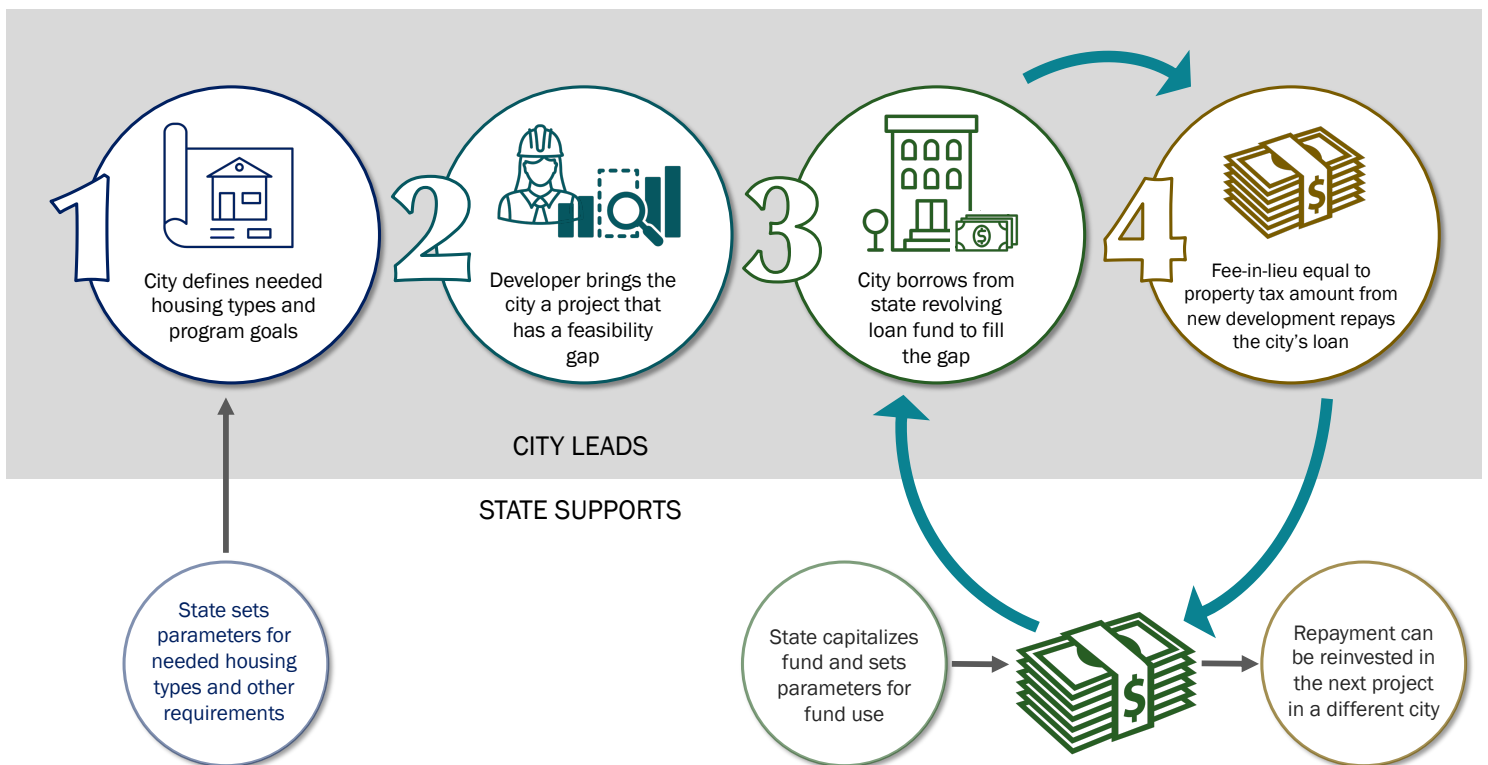 1
City defines needed
housing types and
program goals
2
Developer brings the
city a project that
has a feasibility
gap
3
City borrows from
state revolving
loan fund to fill
the gap
$
4
$
Fee-in-lieu equal to
property tax amount from
new development repays
the city's loan
CITY LEADS
STATE SUPPORTS
State sets
parameters for
needed housing
types and other
requirements
State capitalizes
fund and sets
parameters for
fund use
$
Repayment can
be reinvested in
the next project
in a different city